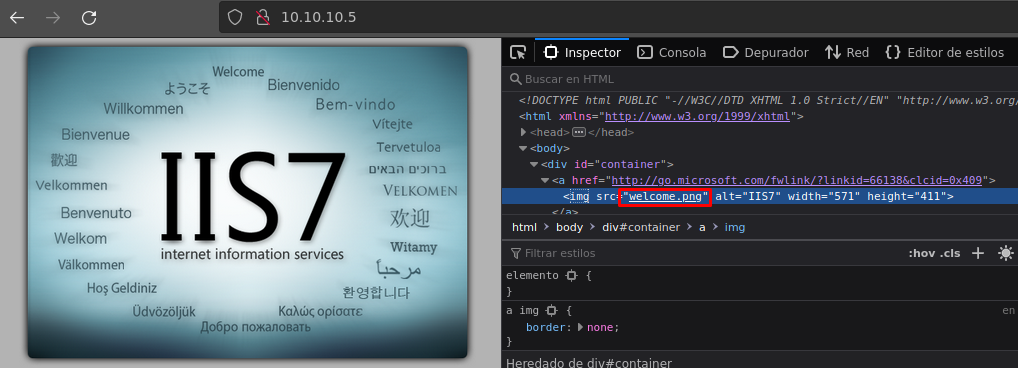 10.10.10.5
Welcome
ようこそ
Bienvenido
Willkommen
Bem-vindo
Vítejte
Bienvenue
Tervetuloa
歡迎
ברוכים הבאים
Velkommen
VELKOMEN
IIS7
Benvenuto
欢迎
Welkom
Witamy
internet information services
Välkommen
مرحباً
Hoş Geldiniz
환영합니다
Üdvözöljük
Καλώς ορίσατε
Добро пожаловать
Inspector
Consola
Depurador
Red
Editor de estilos
Buscar en HTML
<!DOCTYPE html PUBLIC "-//W3C//DTD XHTML 1.0 Strict//EN" "http://www.w3.org/
<html xmlns="http://www.w3.org/1999/xhtml">
<head> </head>
<body>
<div id="container">
<a href="http://go.microsoft.com/fwlink/?linkid=66138&clcid=0x409">
<img src="welcome.png" alt="IIS7" width="571" height="411">
</a>
html > body > div#container > a > img
Filtrar estilos
:hov .cls
elemento {
}
a img { en
border: none;
}
Heredado de div#container